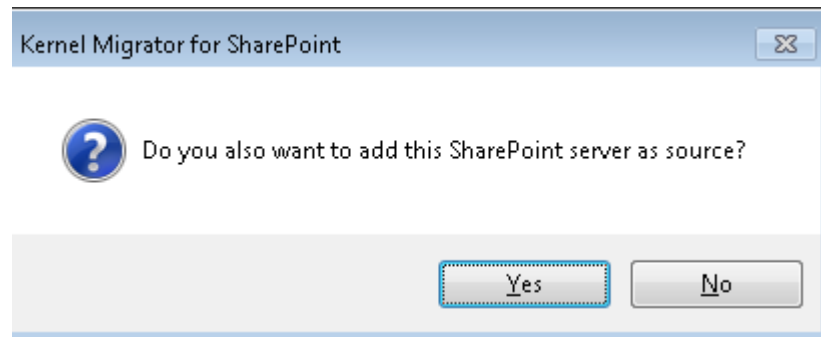 Kernel Migrator for SharePoint
Do you also want to add this SharePoint server as source?
Yes
No